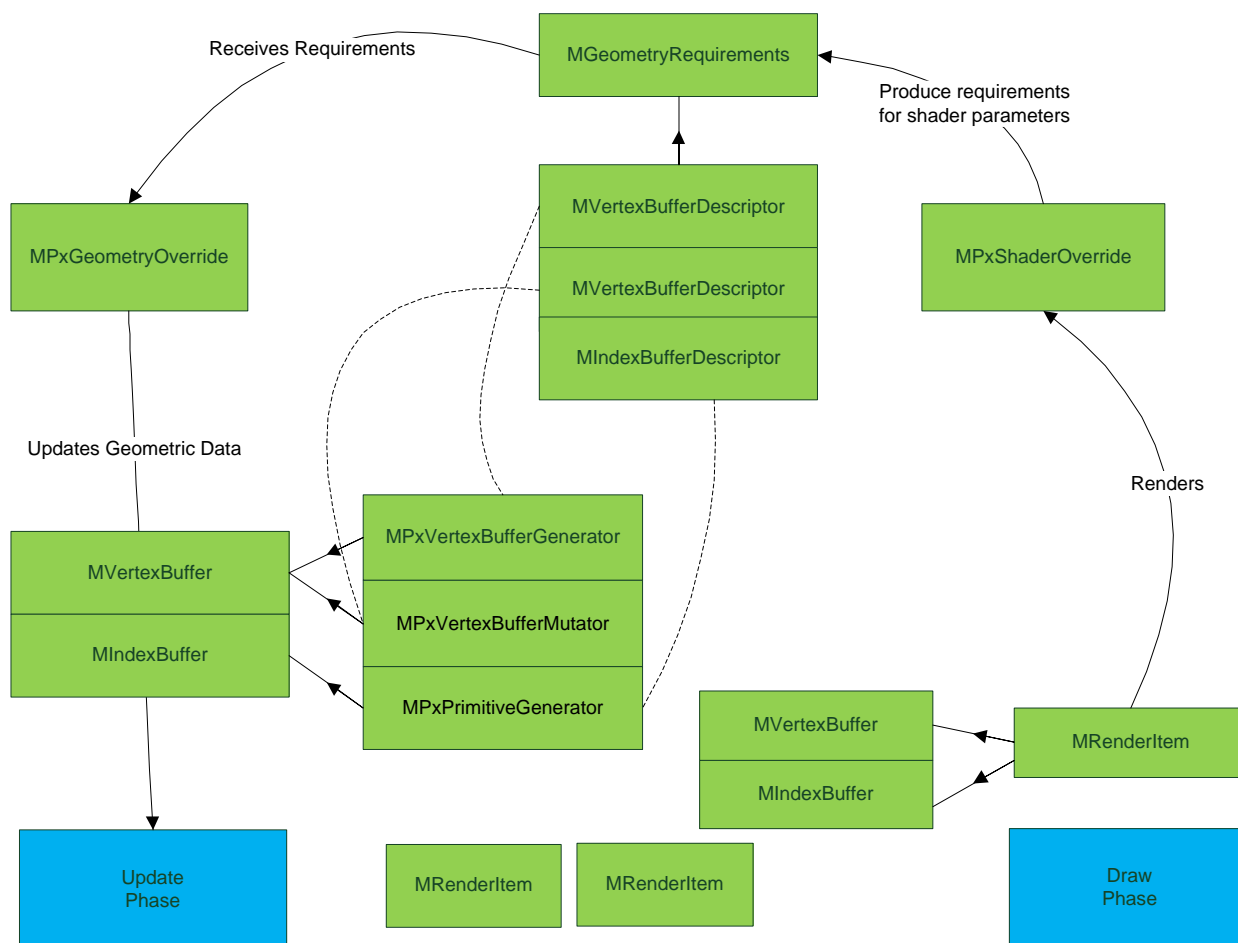 Receives Requirements
MGeometryRequirements
Produce requirements
for shader parameters
MVertexBufferDescriptor
MPxGeometryOverride
MPxShaderOverride
MVertexBufferDescriptor
MIndexBufferDescriptor
Updates Geometric Data
Renders
MPxVertexBufferGenerator
MVertexBuffer
MPxVertexBufferMutator
MIndexBuffer
MPxPrimitiveGenerator
MVertexBuffer
MRenderItem
MIndexBuffer
Update
Phase
MRenderItem
MRenderItem
Draw
Phase